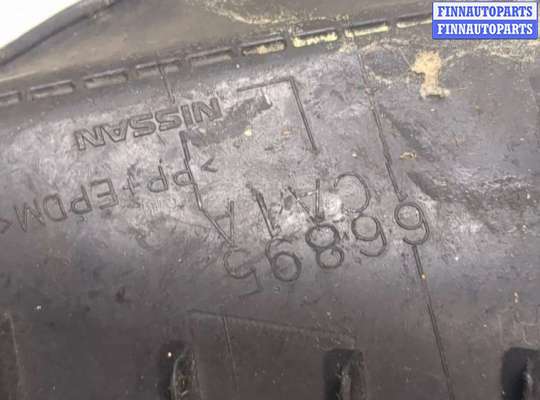 FINNAUTOPARTS
FINNAUTOPARTS
NISSAN
>PP+EPDM<
66895
CA1A